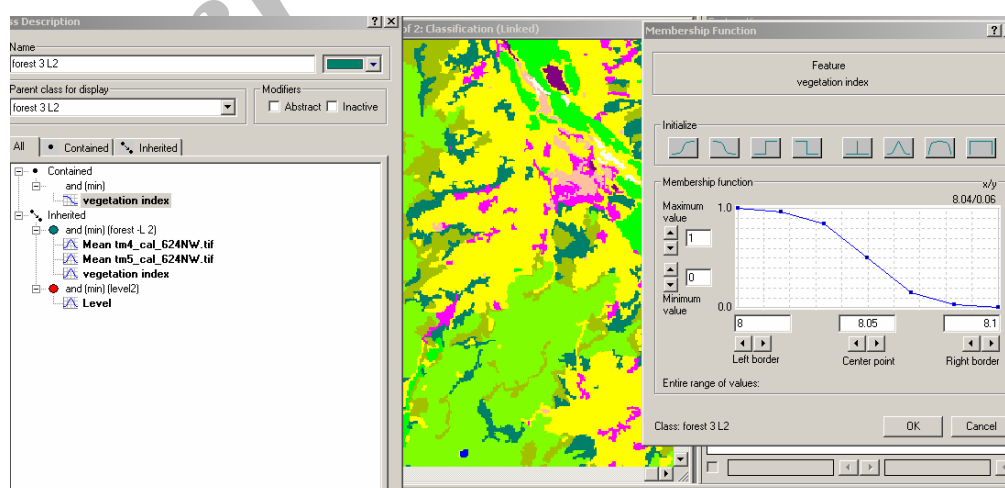 ss Description
? X
Name
forest 3 L2
Parent class for display
forest 3 L2
Modifiers
Abstract
Inactive
All
Contained
Inherited
Contained
and (min)
vegetation index
Inherited
and (min) (forest -L 2)
Mean tm4_cal_624NW.tif
Mean tm5_cal_624NW.tif
vegetation index
and (min) (level2)
Level
of 2: Classification (Linked)
Membership Function
?
Feature
vegetation index
Initialize
Membership function
x/y
8.04/0.06
Maximum value
1.0
1
0
Minimum value
0.0
8
8.05
8.1
Left border
Center point
Right border
Entire range of values:
Class: forest 3 L2
OK
Cancel